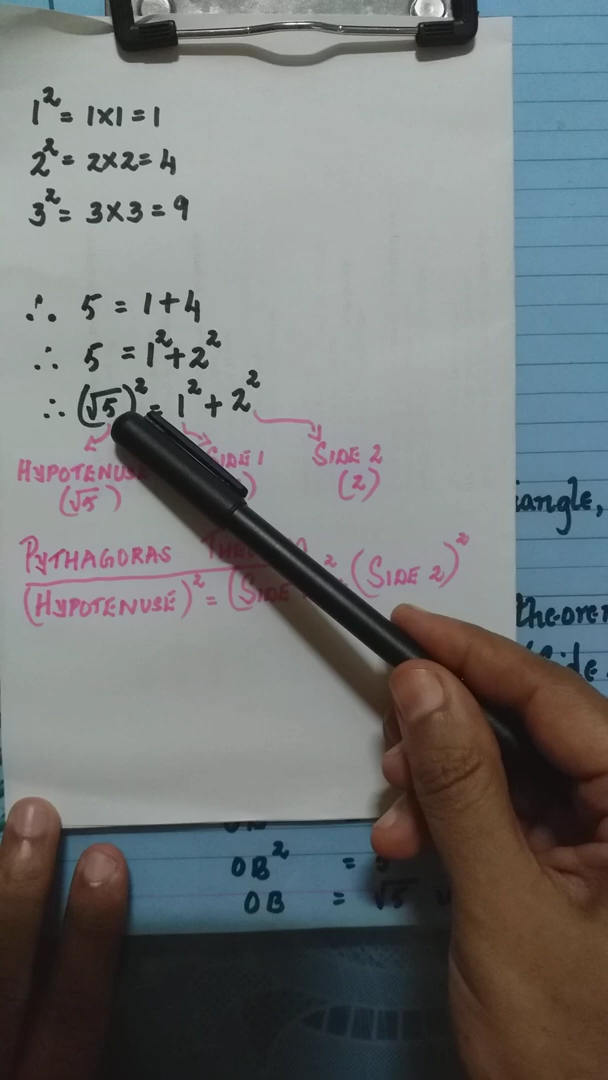 1² = 1×1 = 1
2² = 2×2 = 4
3² = 3×3 = 9
∴ 5 = 1+4
∴ 5 = 1² + 2²
∴ (√5)² = 1² + 2²
HYPOTENUSE SIDE 1 SIDE 2
(√5) ) (2)
PYTHAGORAS
(HYPOTENUSE)² = (SIDE ² (SIDE 2)²
OB² =
OB = √5